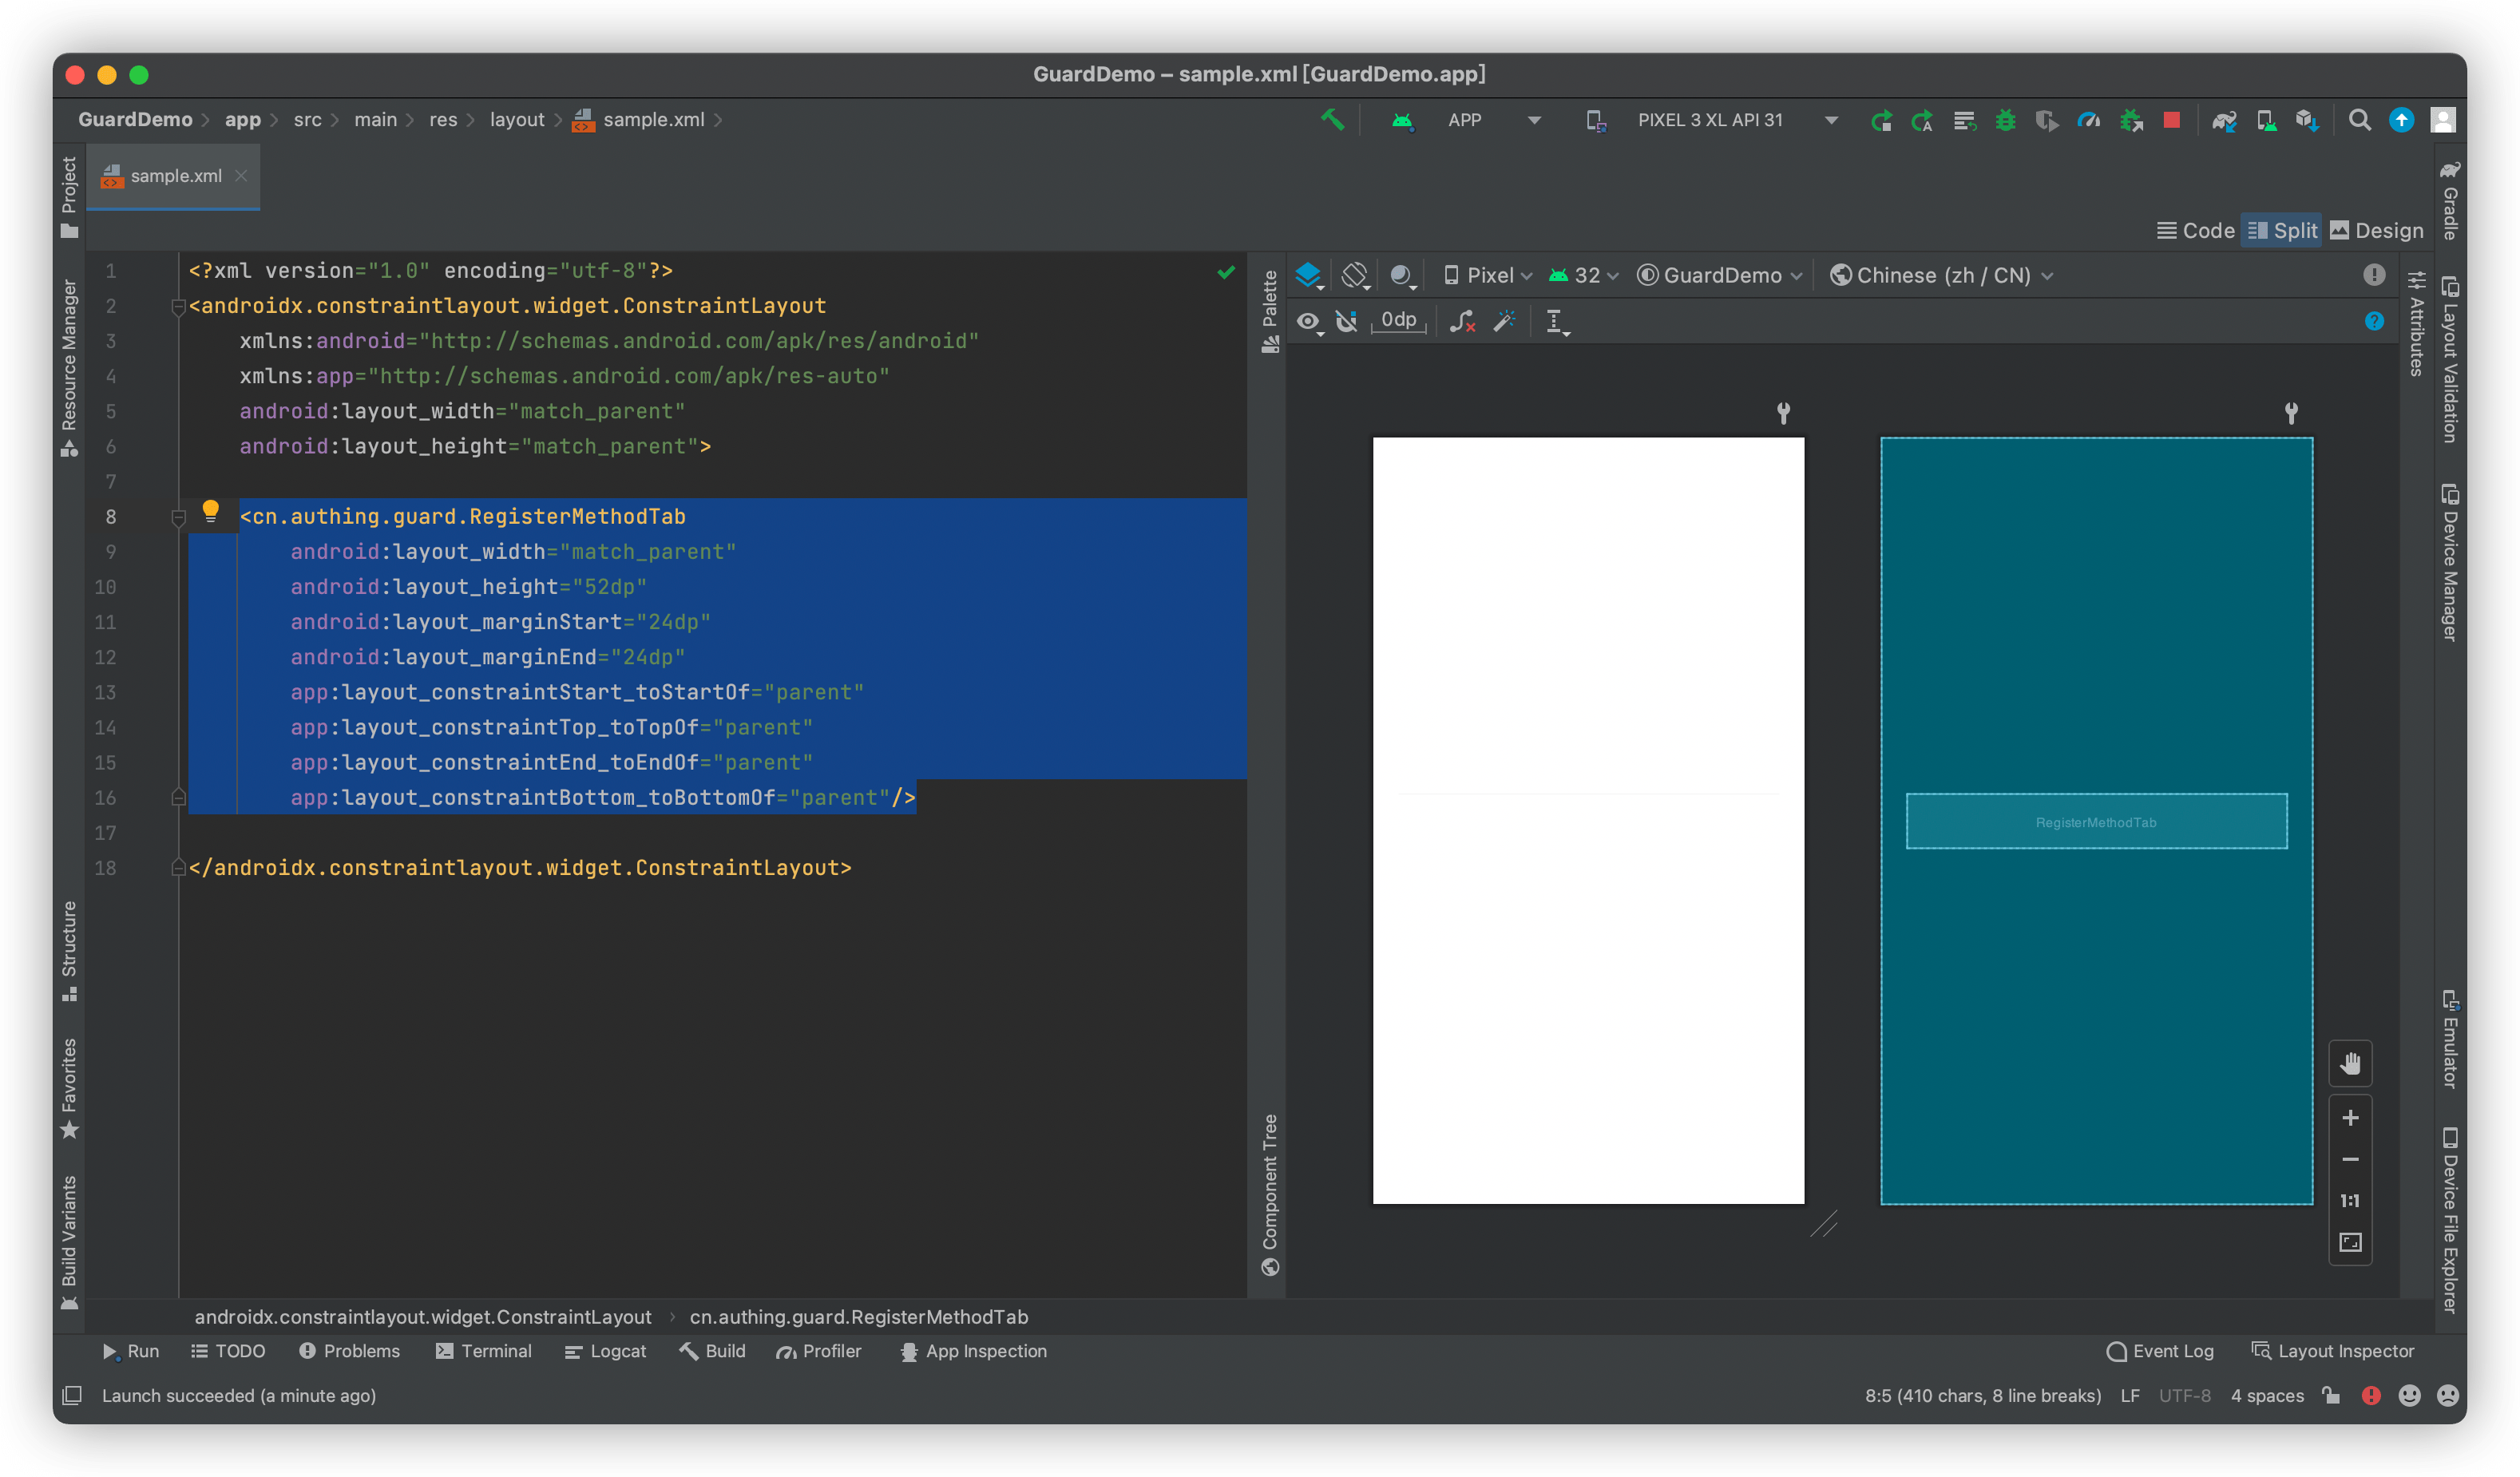 GuardDemo – sample.xml [GuardDemo.app]
GuardDemo app src main res layout sample.xml
APP PIXEL 3 XL API 31
sample.xml
Code Split Design
Project
Resource Manager
Structure
Favorites
Build Variants
1 <?xml version="1.0" encoding="utf-8"?>
2 <androidx.constraintlayout.widget.ConstraintLayout
3 xmlns:android="http://schemas.android.com/apk/res/android"
4 xmlns:app="http://schemas.android.com/apk/res-auto"
5 android:layout_width="match_parent"
6 android:layout_height="match_parent">
7
8 <cn.authing.guard.RegisterMethodTab
9 android:layout_width="match_parent"
10 android:layout_height="52dp"
11 android:layout_marginStart="24dp"
12 android:layout_marginEnd="24dp"
13 app:layout_constraintStart_toStartOf="parent"
14 app:layout_constraintTop_toTopOf="parent"
15 app:layout_constraintEnd_toEndOf="parent"
16 app:layout_constraintBottom_toBottomOf="parent"/>
17
18 </androidx.constraintlayout.widget.ConstraintLayout>
Palette
Component Tree
Pixel 32 GuardDemo Chinese (zh / CN)
0dp
RegisterMethodTab
1:1
Attributes
Gradle
Layout Validation
Device Manager
Emulator
Device File Explorer
androidx.constraintlayout.widget.ConstraintLayout cn.authing.guard.RegisterMethodTab
Run TODO Problems Terminal Logcat Build Profiler App Inspection Event Log Layout Inspector
Launch succeeded (a minute ago) 8:5 (410 chars, 8 line breaks) LF UTF-8 4 spaces